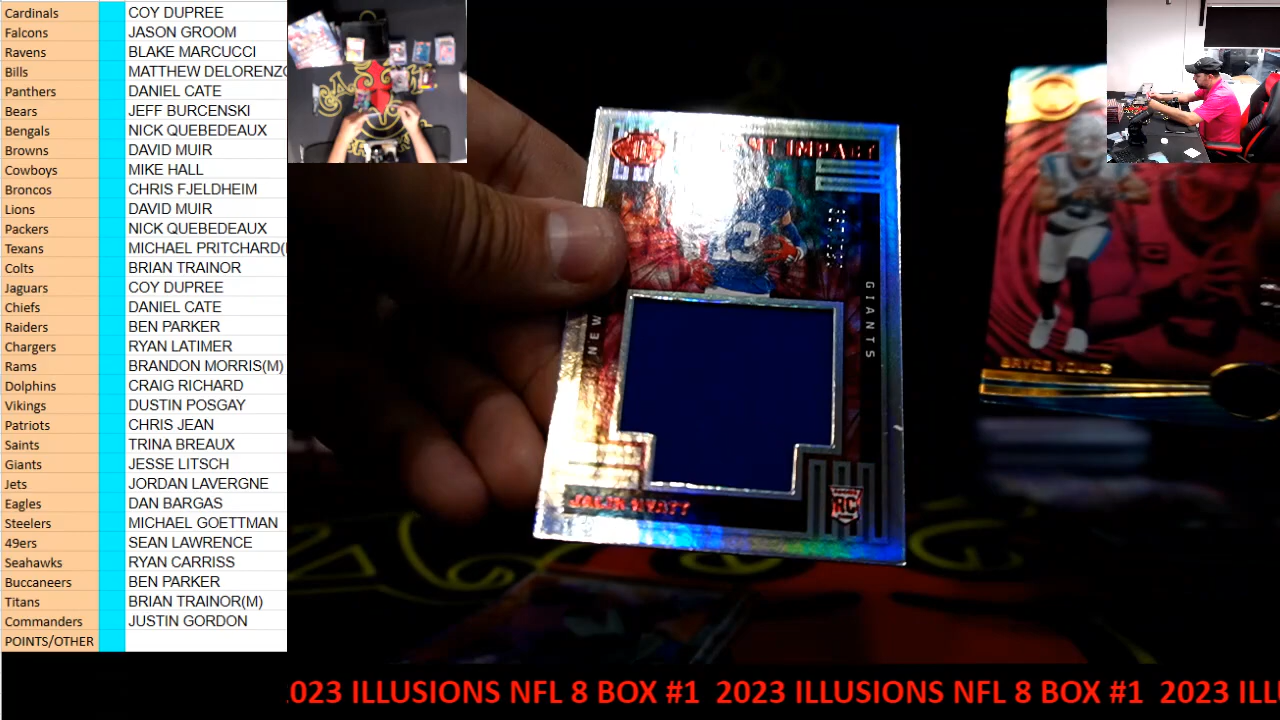 Cardinals COY DUPREE
Falcons JASON GROOM
Ravens BLAKE MARCUCCI
Bills MATTHEW DELORENZO
Panthers DANIEL CATE
Bears JEFF BURCENSKI
Bengals NICK QUEBEDEAUX
Browns DAVID MUIR
Cowboys MIKE HALL
Broncos CHRIS FJELDHEIM
Lions DAVID MUIR
Packers NICK QUEBEDEAUX
Texans MICHAEL PRITCHARD(
Colts BRIAN TRAINOR
Jaguars COY DUPREE
Chiefs DANIEL CATE
Raiders BEN PARKER
Chargers RYAN LATIMER
Rams BRANDON MORRIS(M)
Dolphins CRAIG RICHARD
Vikings DUSTIN POSGAY
Patriots CHRIS JEAN
Saints TRINA BREAUX
Giants JESSE LITSCH
Jets JORDAN LAVERGNE
Eagles DAN BARGAS
Steelers MICHAEL GOETTMAN
49ers SEAN LAWRENCE
Seahawks RYAN CARRISS
Buccaneers BEN PARKER
Titans BRIAN TRAINOR(M)
Commanders JUSTIN GORDON
POINTS/OTHER
IMPACT
13
NEW
GIANTS
JALIN HYATT
RC
BRYCE YOUNG
023 ILLUSIONS NFL 8 BOX #1 2023 ILLUSIONS NFL 8 BOX #1 2023 ILL